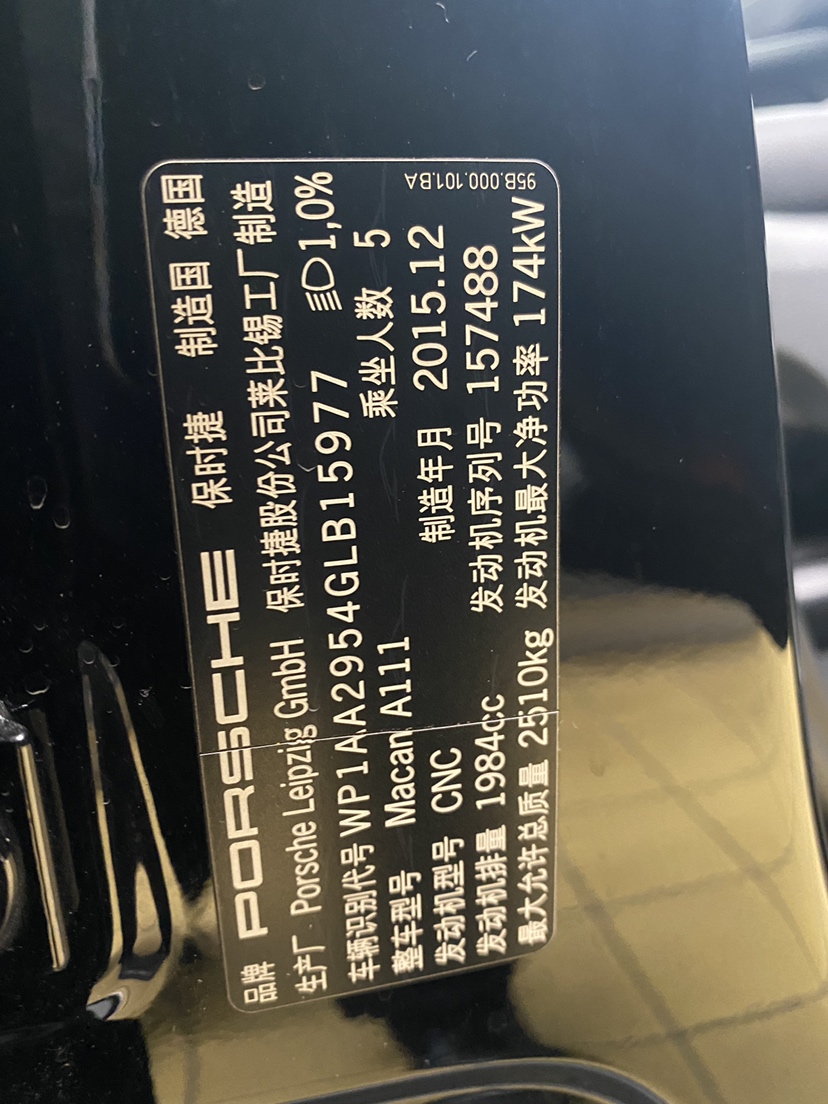 品牌 PORSCHE 保时捷 制造国 德国
生产厂 Porsche Leipzig GmbH 保时捷股份公司莱比锡工厂制造
车辆识别代号 WP1AA2954GLB15977 1,0%
整车型号 Macan A111 乘坐人数 5
发动机型号 CNC 制造年月 2015.12
发动机排量 1984cc 发动机序列号 157488
最大允许总质量 2510kg 发动机最大净功率 174kW
95B.000.101.BA